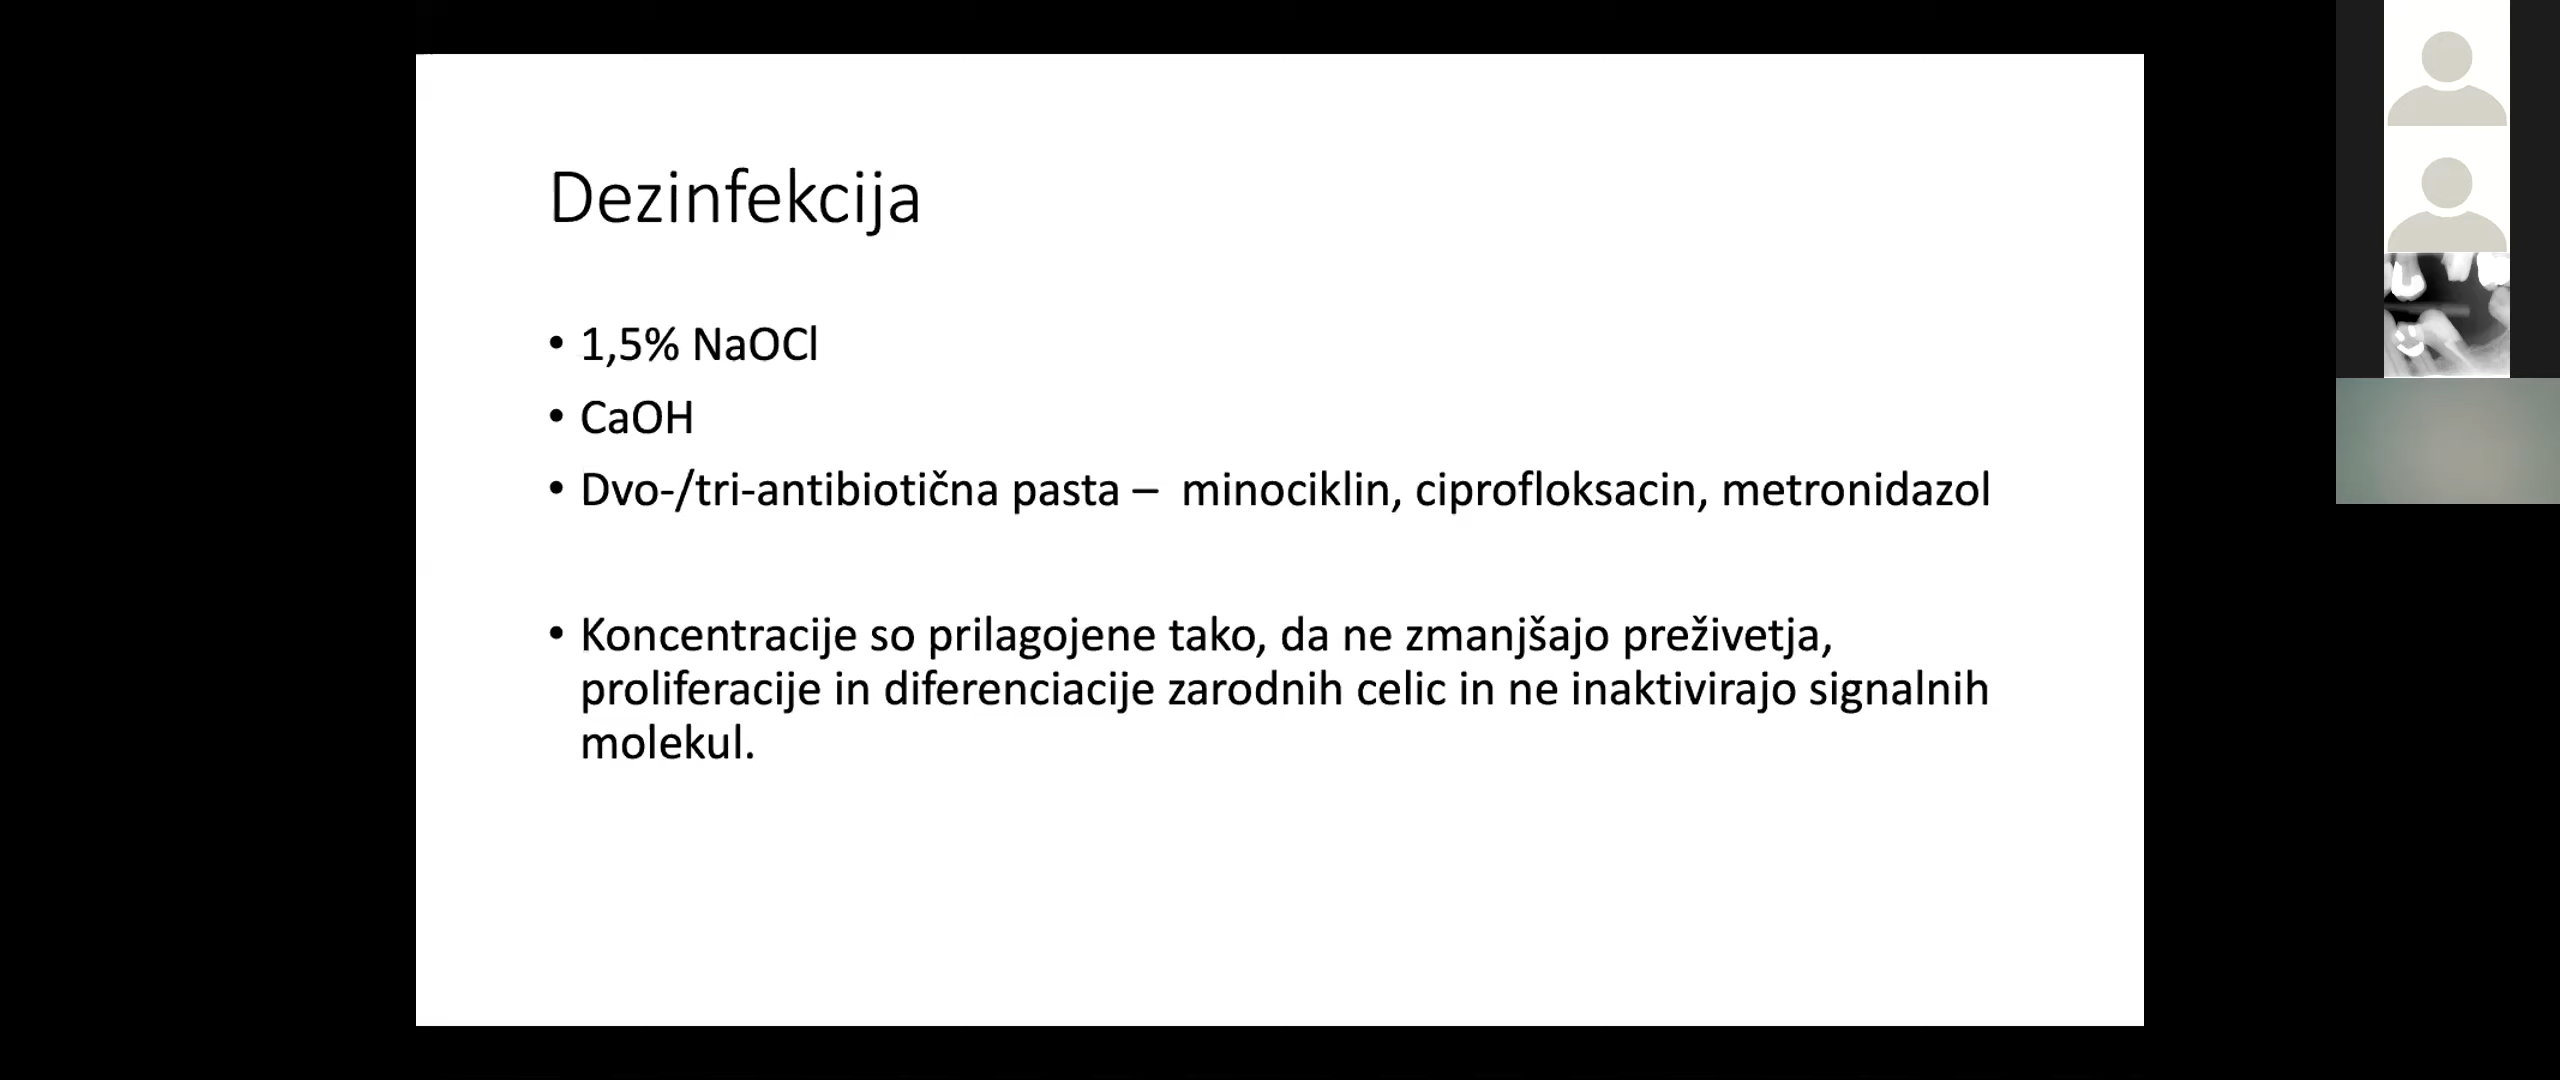 Dezinfekcija
• 1,5% NaOCl
• CaOH
• Dvo-/tri-antibiotična pasta – minociklin, ciprofloksacin, metronidazol
• Koncentracije so prilagojene tako, da ne zmanjšajo preživetja,
proliferacije in diferenciacije zarodnih celic in ne inaktivirajo signalnih
molekul.